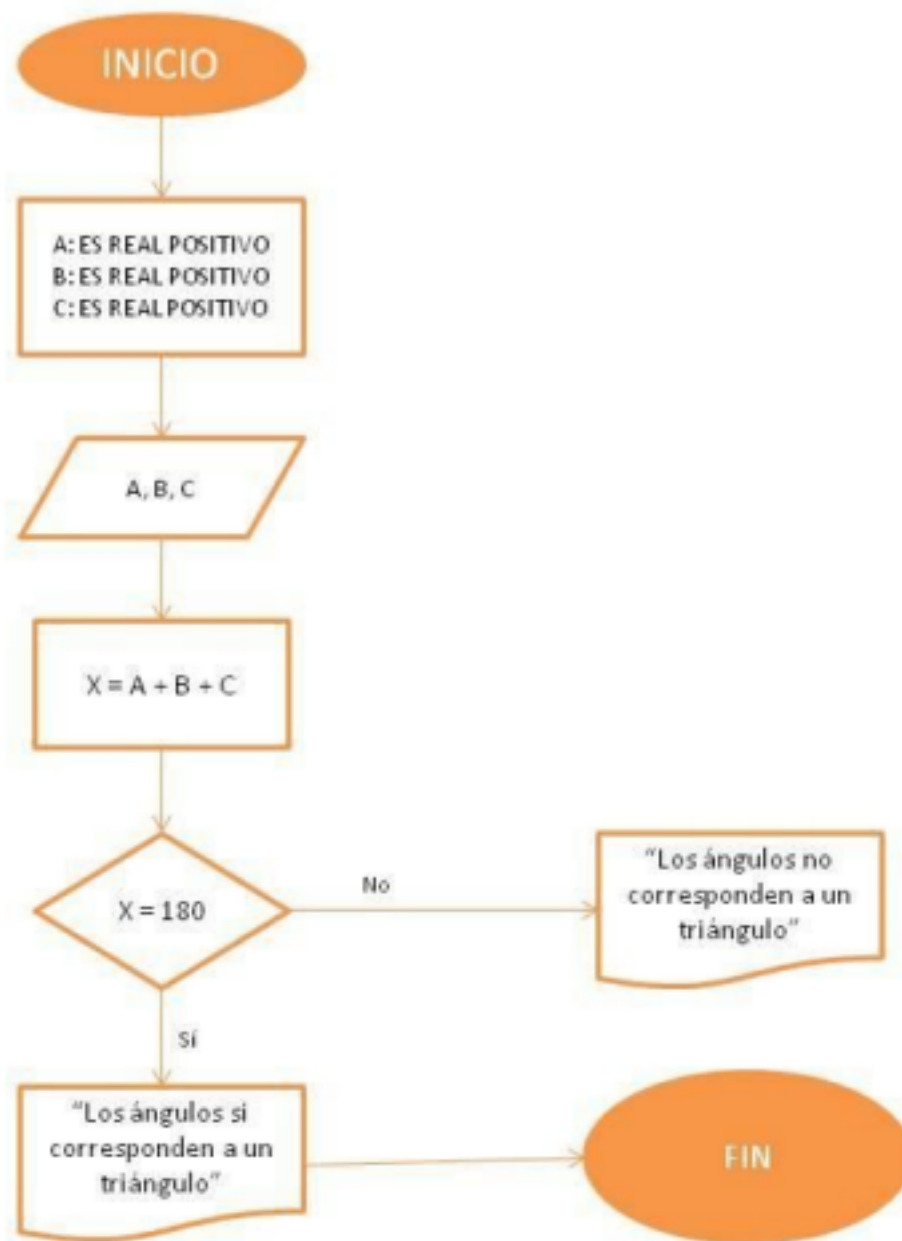 INICIO
A: ES REAL POSITIVO
B: ES REAL POSITIVO
C: ES REAL POSITIVO
A, B, C
X = A + B + C
X = 180
No
“Los ángulos no
corresponden a un
triángulo”
Sí
“Los ángulos si
corresponden a un
triángulo”
FIN